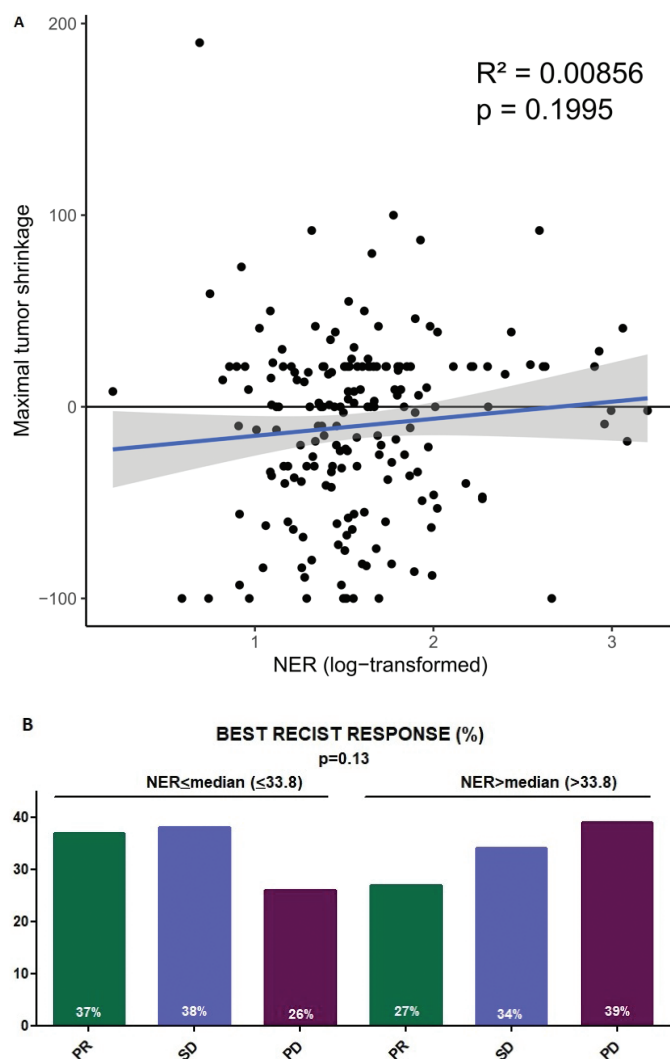 A
200
R² = 0.00856
p = 0.1995
100
0
−100
Maximal tumor shrinkage
1 2 3
NER (log−transformed)
B
BEST RECIST RESPONSE (%)
p=0.13
NER≤median (≤33.8) NER>median (>33.8)
40
30
20
10
0
37% 38% 26% 27% 34% 39%
PR SD PD PR SD PD